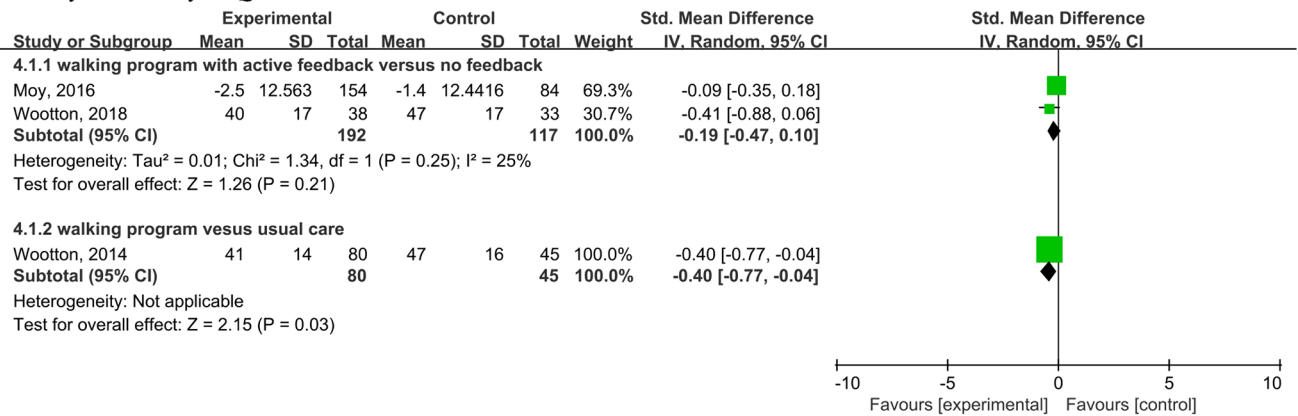 Experimental Control Std. Mean Difference Std. Mean Difference
Study or Subgroup Mean SD Total Mean SD Total Weight IV, Random, 95% CI IV, Random, 95% CI
4.1.1 walking program with active feedback versus no feedback
Moy, 2016 -2.5 12.563 154 -1.4 12.4416 84 69.3% -0.09 [-0.35, 0.18]
Wootton, 2018 40 17 38 47 17 33 30.7% -0.41 [-0.88, 0.06]
Subtotal (95% CI) 192 117 100.0% -0.19 [-0.47, 0.10]
Heterogeneity: Tau² = 0.01; Chi² = 1.34, df = 1 (P = 0.25); I² = 25%
Test for overall effect: Z = 1.26 (P = 0.21)
4.1.2 walking program vesus usual care
Wootton, 2014 41 14 80 47 16 45 100.0% -0.40 [-0.77, -0.04]
Subtotal (95% CI) 80 45 100.0% -0.40 [-0.77, -0.04]
Heterogeneity: Not applicable
Test for overall effect: Z = 2.15 (P = 0.03)
-10 -5 0 5 10
Favours [experimental] Favours [control]